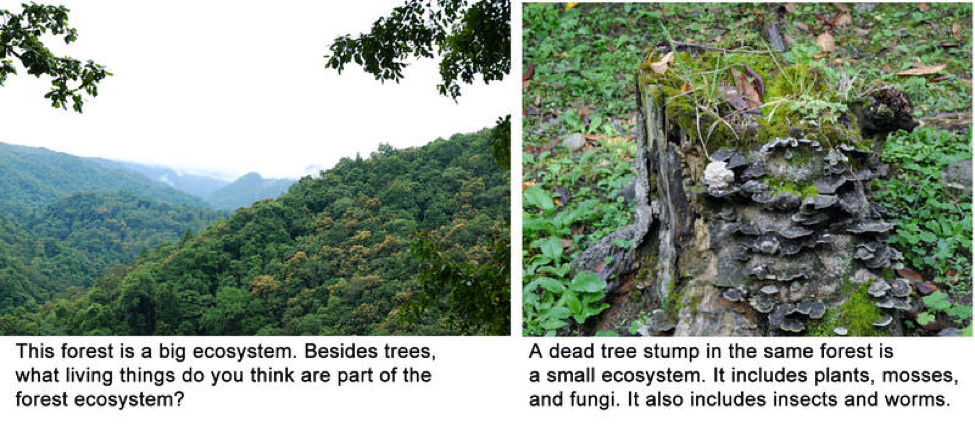 This forest is a big ecosystem. Besides trees,
what living things do you think are part of the
forest ecosystem?
A dead tree stump in the same forest is
a small ecosystem. It includes plants, mosses,
and fungi. It also includes insects and worms.